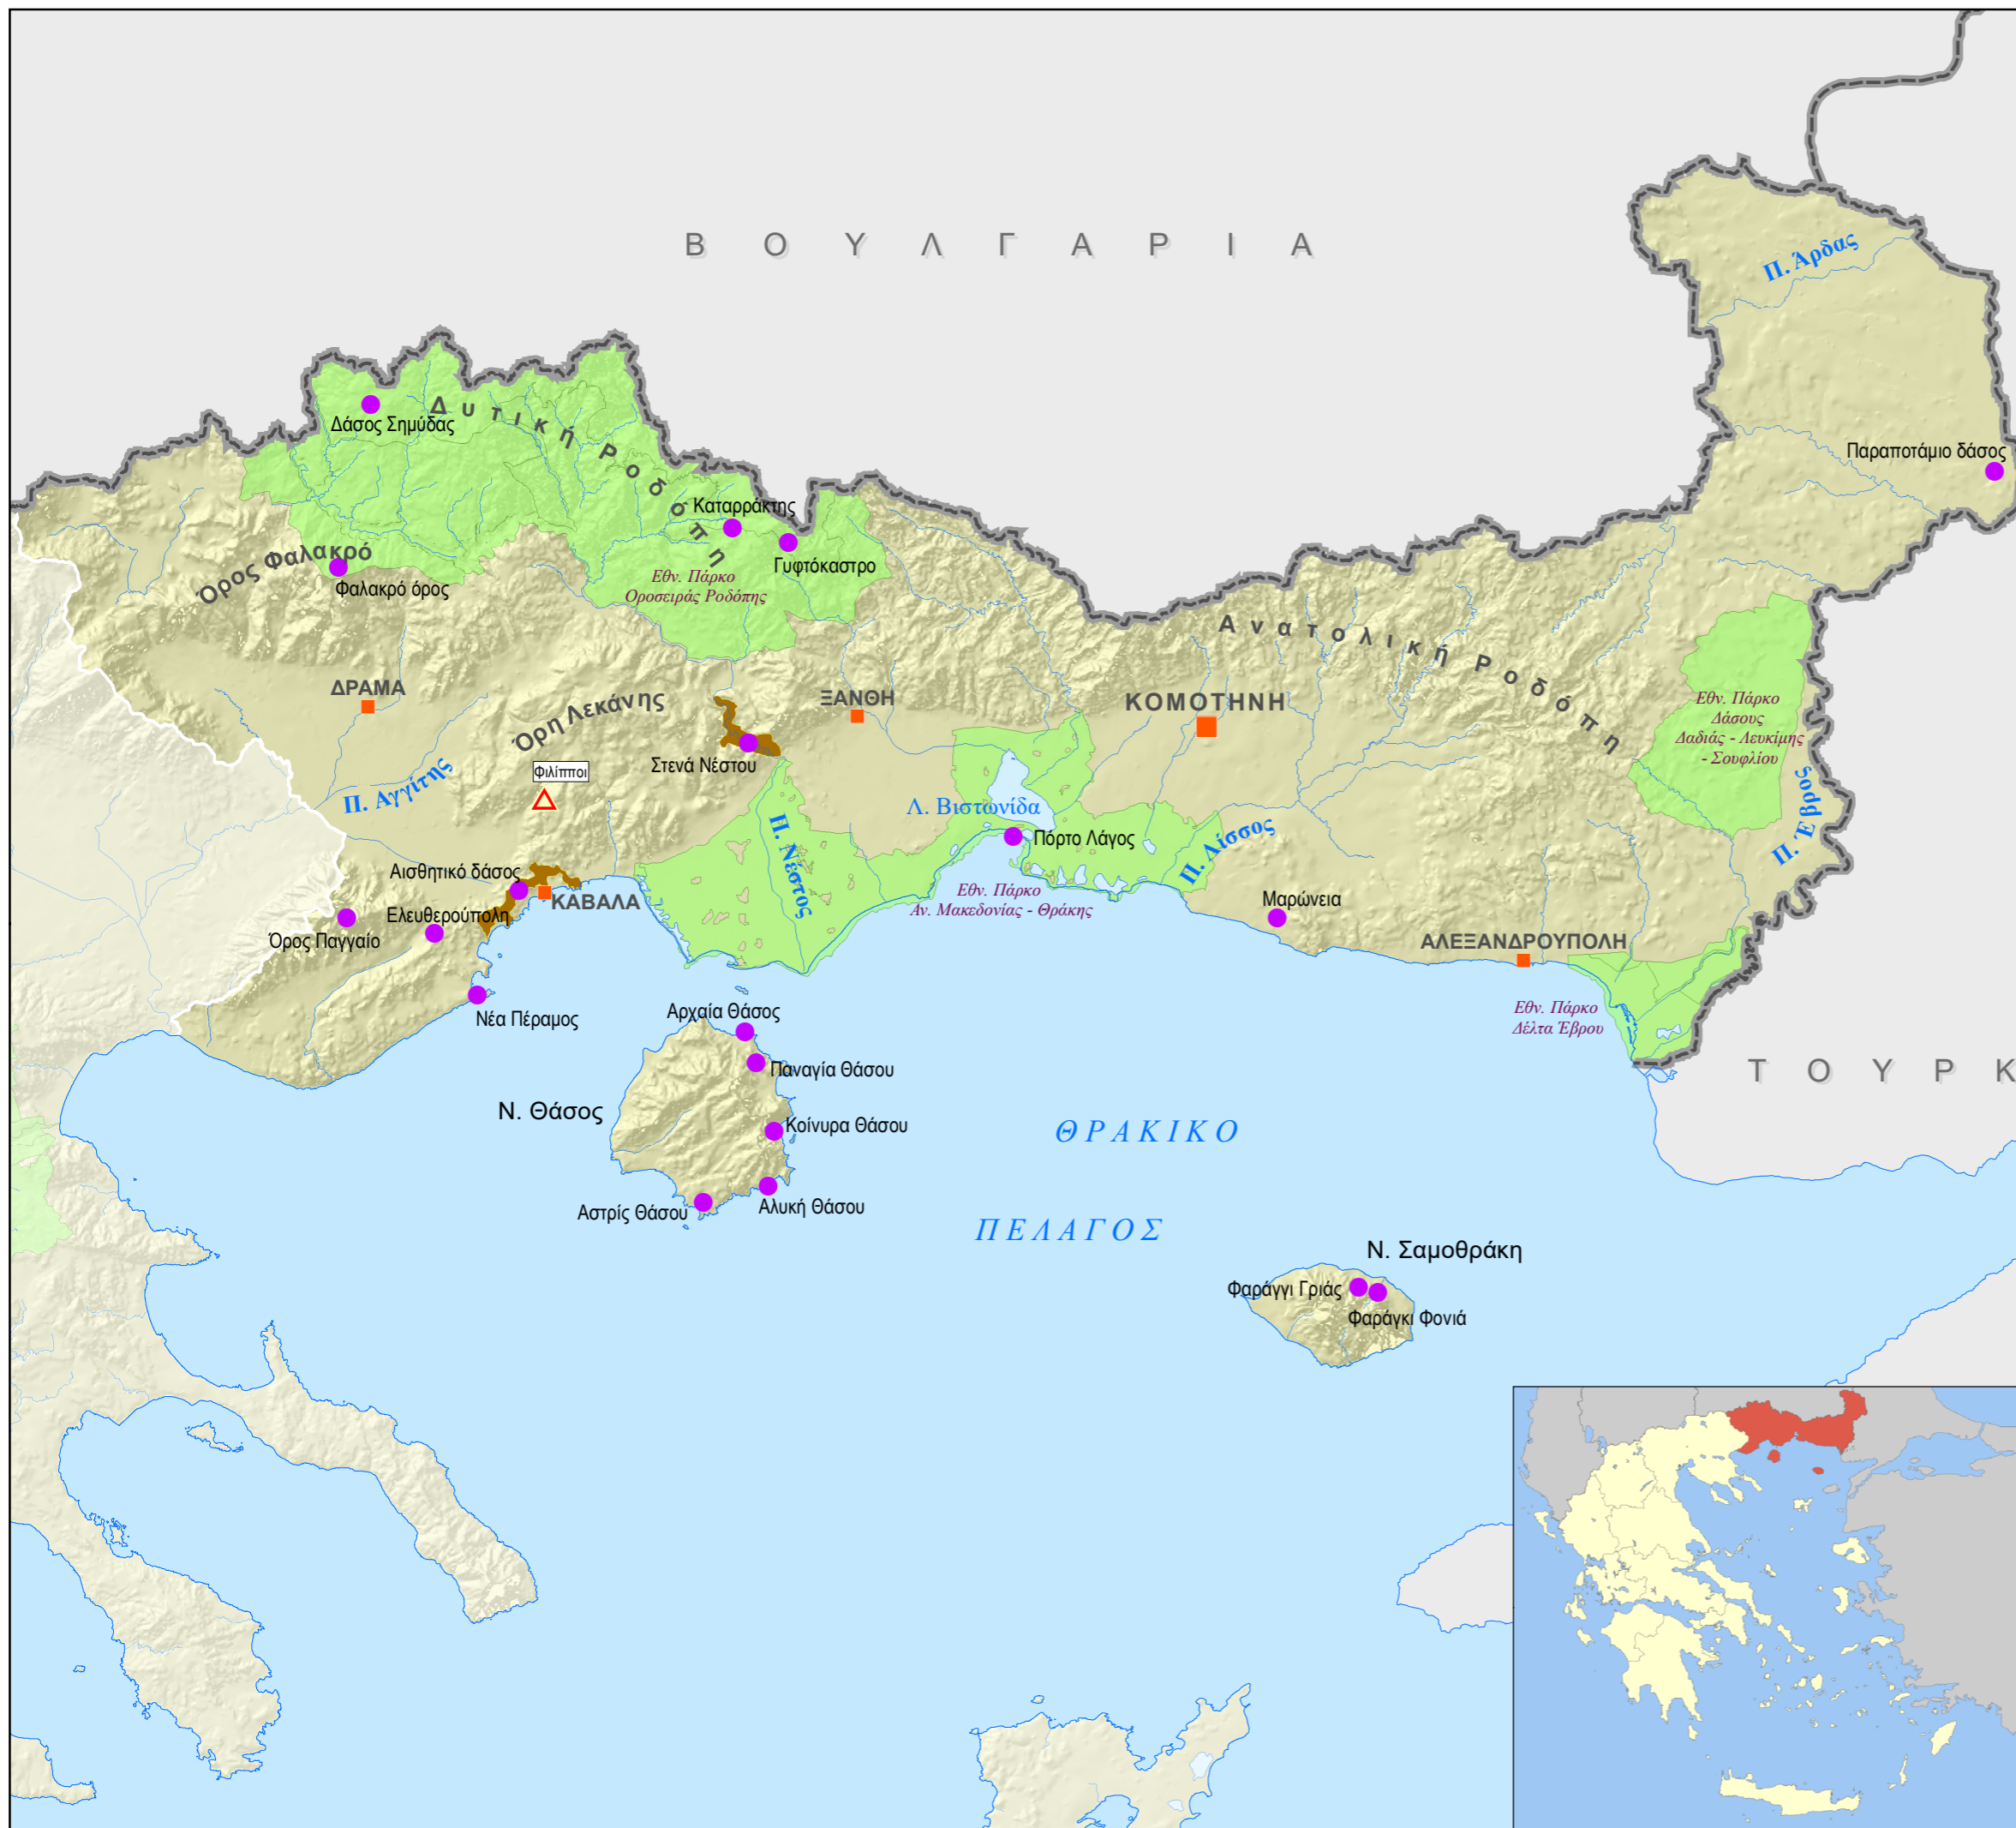 ΒΟΥΛΓΑΡΙΑ
Π. Άρδας
Δάσος Σημύδας
Δυτική Ροδόπη
Παραποτάμιο δάσος
Καταρράκτης
Γυφτόκαστρο
Όρος Φαλακρό
Φαλακρό όρος
Εθν. Πάρκο
Οροσειράς Ροδόπης
Ανατολική Ροδόπη
ΔΡΑΜΑ
Όρη Λεκάνης
ΞΑΝΘΗ
ΚΟΜΟΤΗΝΗ
Εθν. Πάρκο
Δάσους
Δαδιάς - Λευκίμης
- Σουφλίου
Στενά Νέστου
Φιλίπποι
Π. Αγγίτης
Λ. Βιστωνίδα
Π. Έβρος
Πόρτο Λάγος
Π. Λίσσος
Π. Νέστος
Αισθητικό δάσος
ΚΑΒΑΛΑ
Εθν. Πάρκο
Αν. Μακεδονίας - Θράκης
Μαρώνεια
Ελευθερούπολη
Όρος Παγγαίο
ΑΛΕΞΑΝΔΡΟΥΠΟΛΗ
Νέα Πέραμος
Αρχαία Θάσος
Εθν. Πάρκο
Δέλτα Έβρου
Παναγία Θάσου
ΤΟΥΡΚ
Ν. Θάσος
Κοίνυρα Θάσου
ΘΡΑΚΙΚΟ
Αλυκή Θάσου
Αστρίς Θάσου
ΠΕΛΑΓΟΣ
Ν. Σαμοθράκη
Φαράγγι Γριάς
Φαράγκι Φονιά